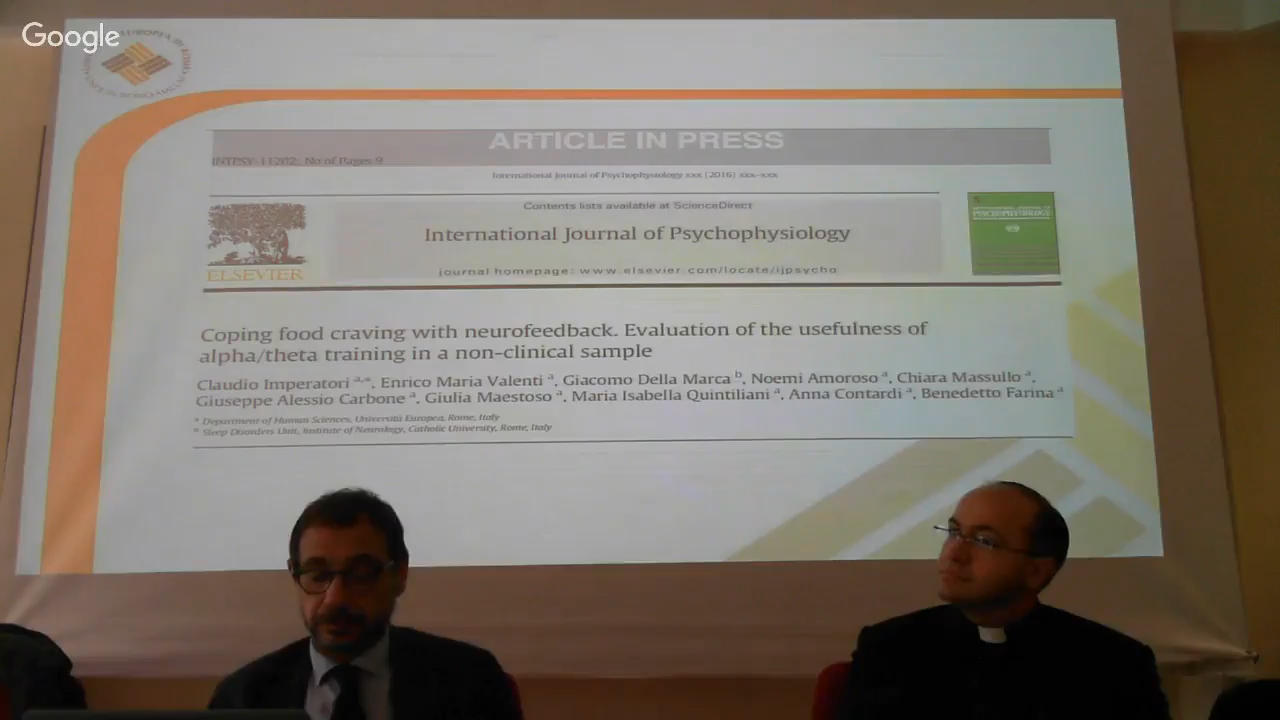 Google
ARTICLE IN PRESS
INTPSY-11202; No of Pages 9
International Journal of Psychophysiology xxx (2016) xxx–xxx
Contents lists available at ScienceDirect
International Journal of Psychophysiology
PSYCHOPHYSIOLOGY
ELSEVIER
journal homepage: www.elsevier.com/locate/ijpsycho
Coping food craving with neurofeedback. Evaluation of the usefulness of
alpha/theta training in a non-clinical sample
Claudio Imperatori a,*, Enrico Maria Valenti a, Giacomo Della Marca b, Noemi Amoroso a, Chiara Massullo a,
Giuseppe Alessio Carbone a, Giulia Maestoso a, Maria Isabella Quintiliani a, Anna Contardi a, Benedetto Farina a
a Department of Human Sciences, Università Europea, Rome, Italy
b Sleep Disorders Unit, Institute of Neurology, Catholic University, Rome, Italy